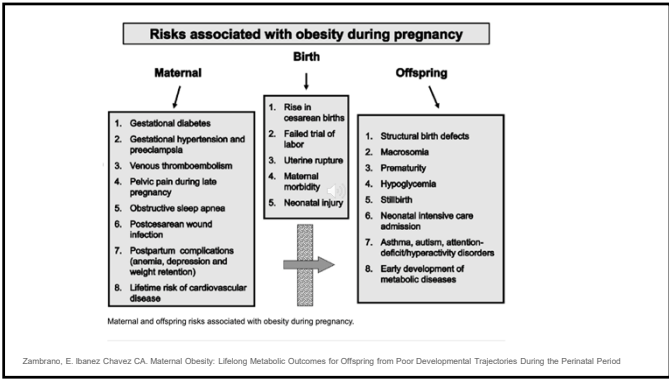 Risks associated with obesity during pregnancy
Birth
Maternal
Offspring
1. Gestational diabetes
2. Gestational hypertension and
preeclampsia
3. Venous thromboembolism
4. Pelvic pain during late
pregnancy
5. Obstructive sleep apnea
6. Postcesarean wound
infection
7. Postpartum complications
(anemia, depression and
weight retention)
8. Lifetime risk of cardiovascular
disease
1. Rise in
cesarean births
2. Failed trial of
labor
3. Uterine rupture
4. Maternal
morbidity
5. Neonatal injury
1. Structural birth defects
2. Macrosomia
3. Prematurity
4. Hypoglycemia
5. Stillbirth
6. Neonatal intensive care
admission
7. Asthma, autism, attention-
deficit/hyperactivity disorders
8. Early development of
metabolic diseases
Maternal and offspring risks associated with obesity during pregnancy.
Zambrano, E. Ibanez Chavez CA. Maternal Obesity: Lifelong Metabolic Outcomes for Offspring from Poor Developmental Trajectories During the Perinatal Period